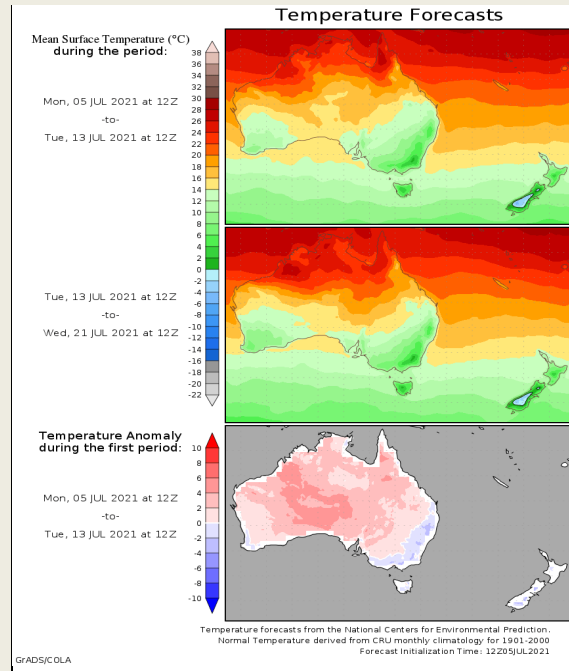 Temperature Forecasts
Mean Surface Temperature (°C)
during the period:
38
36
34
32
30
28
26
24
22
20
18
16
14
12
10
8
6
4
2
0
-2
-4
-6
-8
-10
-12
-14
-16
-18
-20
-22
Mon, 05 JUL 2021 at 12Z
-to-
Tue, 13 JUL 2021 at 12Z
Tue, 13 JUL 2021 at 12Z
-to-
Wed, 21 JUL 2021 at 12Z
Temperature Anomaly
during the first period:
10
8
6
4
2
0
-2
-4
-6
-8
-10
Mon, 05 JUL 2021 at 12Z
-to-
Tue, 13 JUL 2021 at 12Z
Temperature forecasts from the National Centers for Environmental Prediction.
Normal Temperature derived from CRU monthly climatology for 1901-2000
Forecast Initialization Time: 12Z05JUL2021
GrADS/COLA